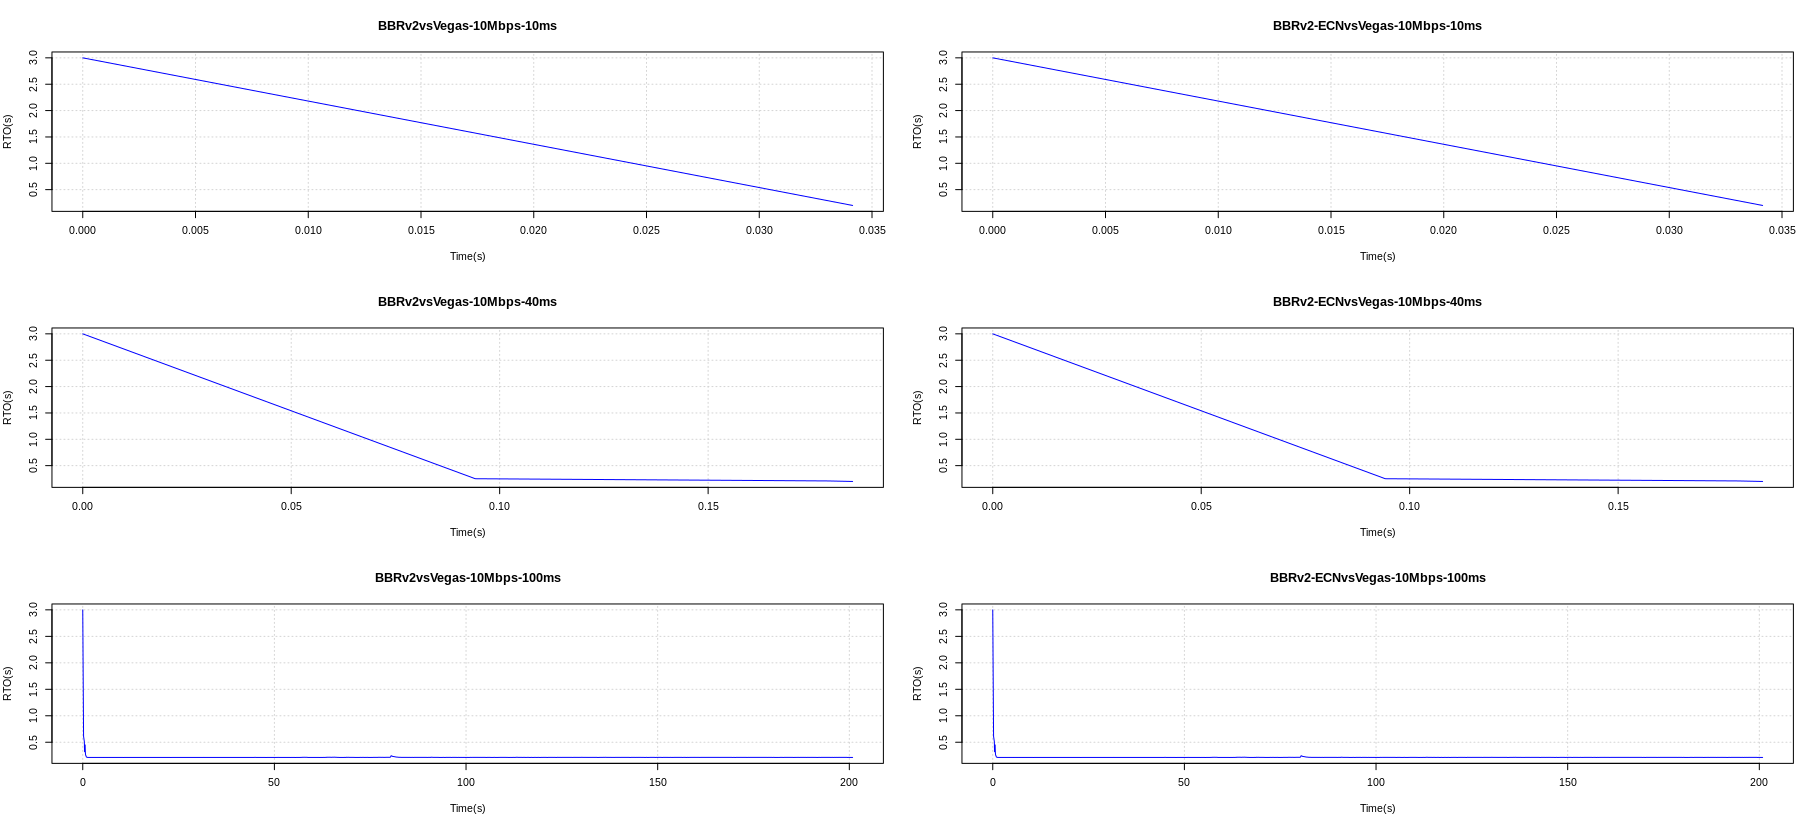 BBRv2vsVegas-10Mbps-10ms
RTO(s)
0.5 1.0 1.5 2.0 2.5 3.0
0.000 0.005 0.010 0.015 0.020 0.025 0.030 0.035
Time(s)
BBRv2-ECNvsVegas-10Mbps-10ms
RTO(s)
0.5 1.0 1.5 2.0 2.5 3.0
0.000 0.005 0.010 0.015 0.020 0.025 0.030 0.035
Time(s)
BBRv2vsVegas-10Mbps-40ms
RTO(s)
0.5 1.0 1.5 2.0 2.5 3.0
0.00 0.05 0.10 0.15
Time(s)
BBRv2-ECNvsVegas-10Mbps-40ms
RTO(s)
0.5 1.0 1.5 2.0 2.5 3.0
0.00 0.05 0.10 0.15
Time(s)
BBRv2vsVegas-10Mbps-100ms
RTO(s)
0.5 1.0 1.5 2.0 2.5 3.0
0 50 100 150 200
Time(s)
BBRv2-ECNvsVegas-10Mbps-100ms
RTO(s)
0.5 1.0 1.5 2.0 2.5 3.0
0 50 100 150 200
Time(s)